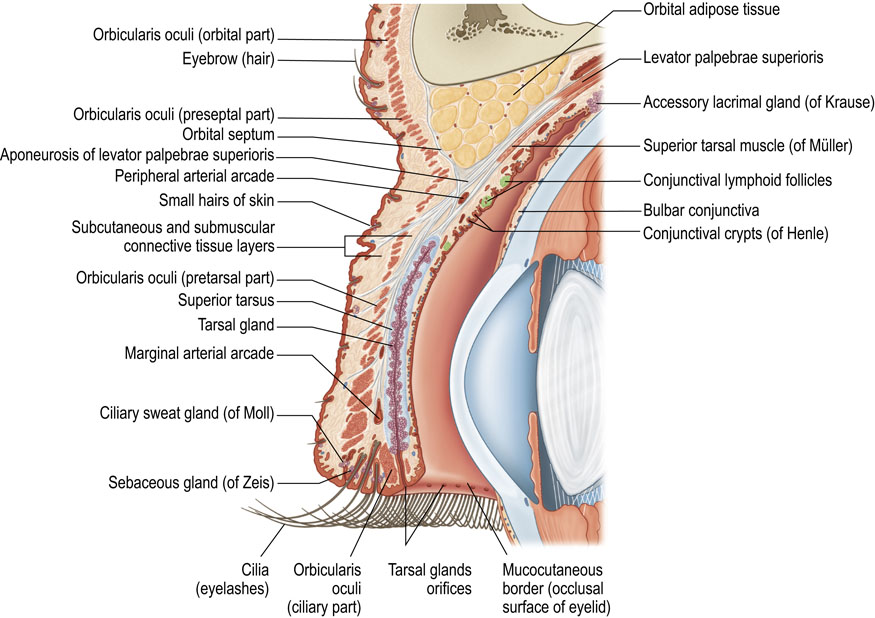 Orbicularis oculi (orbital part)
Eyebrow (hair)
Orbicularis oculi (preseptal part)
Orbital septum
Aponeurosis of levator palpebrae superioris
Peripheral arterial arcade
Small hairs of skin
Subcutaneous and submuscular
connective tissue layers
Orbicularis oculi (pretarsal part)
Superior tarsus
Tarsal gland
Marginal arterial arcade
Ciliary sweat gland (of Moll)
Sebaceous gland (of Zeis)
Orbital adipose tissue
Levator palpebrae superioris
Accessory lacrimal gland (of Krause)
Superior tarsal muscle (of Müller)
Conjunctival lymphoid follicles
Bulbar conjunctiva
Conjunctival crypts (of Henle)
Cilia
(eyelashes)
Orbicularis
oculi
(ciliary part)
Tarsal glands
orifices
Mucocutaneous
border (occlusal
surface of eyelid)